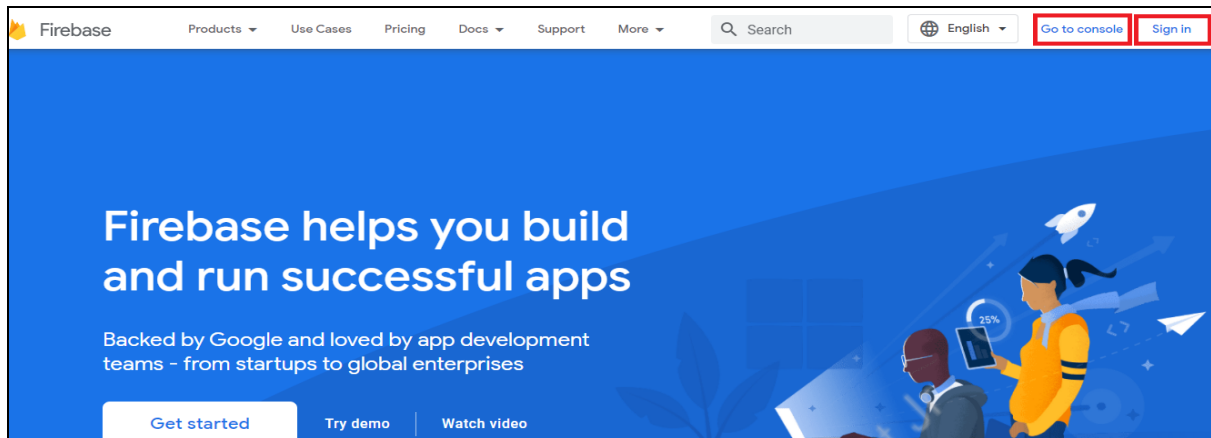 Firebase Products Use Cases Pricing Docs Support More Search English Go to console Sign in
Firebase helps you build
and run successful apps
25%
Backed by Google and loved by app development
teams - from startups to global enterprises
Get started Try demo Watch video